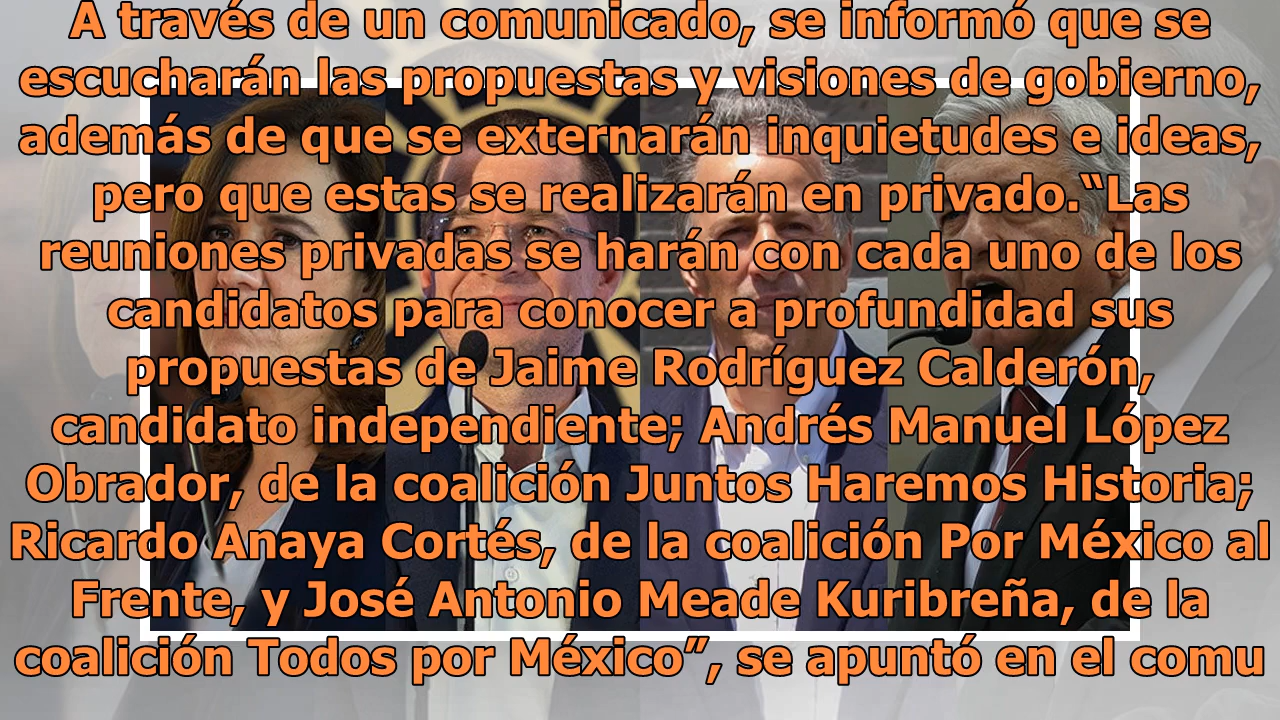 A través de un comunicado, se informó que se
escucharán las propuestas y visiones de gobierno,
además de que se externarán inquietudes e ideas,
pero que estas se realizarán en privado.“Las
reuniones privadas se harán con cada uno de los
candidatos para conocer a profundidad sus
propuestas de Jaime Rodríguez Calderón,
candidato independiente; Andrés Manuel López
Obrador, de la coalición Juntos Haremos Historia;
Ricardo Anaya Cortés, de la coalición Por México al
Frente, y José Antonio Meade Kuribreña, de la
coalición Todos por México”, se apuntó en el comu